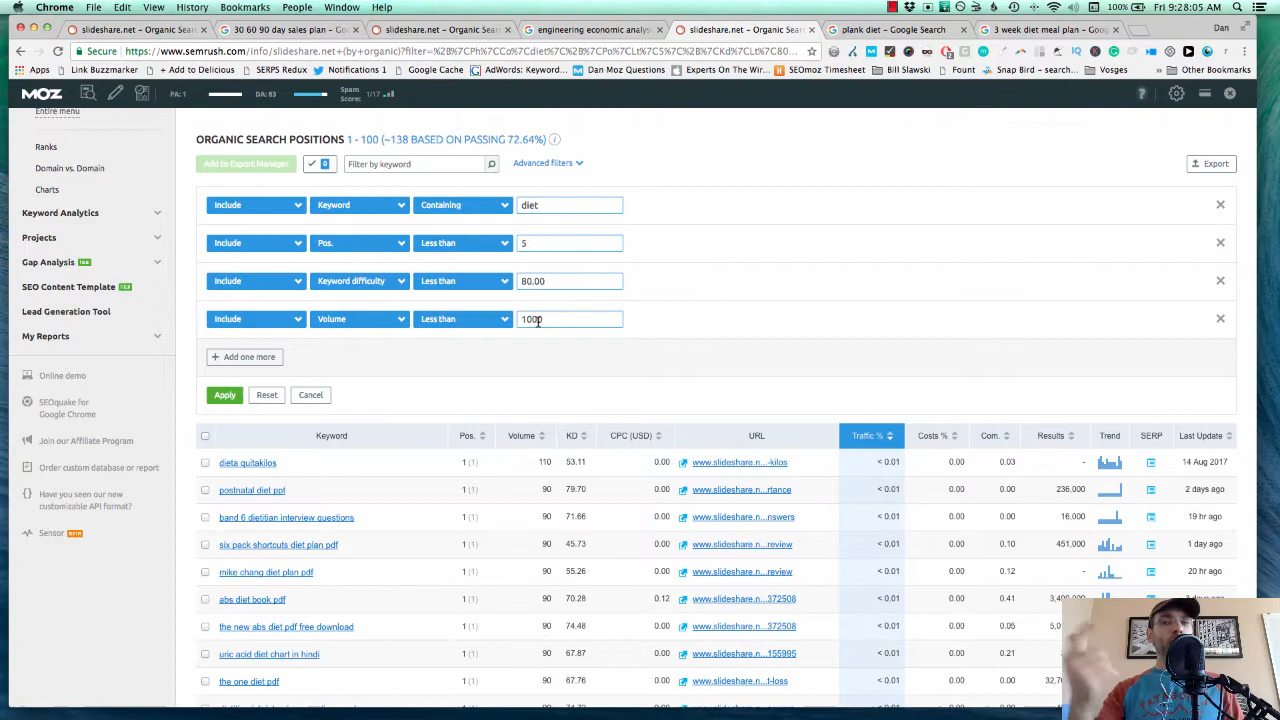 Chrome File Edit View History Bookmarks People Window Help 100% Fri 9:28:05 AM
slideshare.net - Organic Sear
30 60 90 day plan sales - Go
slideshare.net - Organic Sear
engineering economic analysi
slideshare.net - Organic Sear
plank diet - Google Search
3 week diet meal plan - Goog
Dan
Secure https://www.semrush.com/info/slideshare.net+(by+organic)?filter=
Apps Link Buzzmarker + Add to Delicious SERPS Redux Notifications 1 Google Cache AdWords: Keyword... Dan Moz Questions Experts On The Wir... SEOmoz Timesheet Bill Slawski Fount Snap Bird - search... Vosges Other Bookmarks
MOZ PA: 1 DA: 83 Spam Score: 1/17
Entire menu
Ranks
Domain vs. Domain
Charts
Keyword Analytics
Projects
Gap Analysis
SEO Content Template
Lead Generation Tool
My Reports
Online demo
SEOquake for
Google Chrome
Join our Affiliate Program
Order custom database or report
Have you seen our new
customizable API format?
Sensor BETA
ORGANIC SEARCH POSITIONS 1 - 100 (~138 BASED ON PASSING 72.64%)
Add to Export Manager 0 Filter by keyword Advanced filters Export
Include Keyword Containing diet
Include Pos. Less than 5
Include Keyword difficulty Less than 80.00
Include Volume Less than 1000
+ Add one more
Apply Reset Cancel
Keyword Pos. Volume KD CPC (USD) URL Traffic % Costs % Com. Results Trend SERP Last Update
dieta quitakilos 1 (1) 110 53.11 0.00 www.slideshare.n...-kilos < 0.01 0.00 0.03 - 14 Aug 2017
postnatal diet ppt 1 (1) 90 79.70 0.00 www.slideshare.n...rtance < 0.01 0.00 0.00 236,000 2 days ago
band 6 dietitian interview questions 1 (1) 90 71.66 0.00 www.slideshare.n...nswers < 0.01 0.00 0.00 16,000 19 hr ago
six pack shortcuts diet plan pdf 1 (1) 90 45.73 0.00 www.slideshare.n...review < 0.01 0.00 0.10 451,000 1 day ago
mike chang diet plan pdf 1 (1) 90 55.26 0.00 www.slideshare.n...review < 0.01 0.00 0.12 - 20 hr ago
abs diet book pdf 1 (1) 90 70.28 0.12 www.slideshare.n...372508 < 0.01 0.00 0.41
the new abs diet pdf free download 1 (1) 90 74.48 0.00 www.slideshare.n...372508 < 0.01 0.00 0.05
uric acid diet chart in hindi 1 (1) 90 67.87 0.00 www.slideshare.n...155995 < 0.01 0.00 0.21
the one diet pdf 1 (1) 90 67.76 0.00 www.slideshare.n...t-loss < 0.01 0.00 0.00